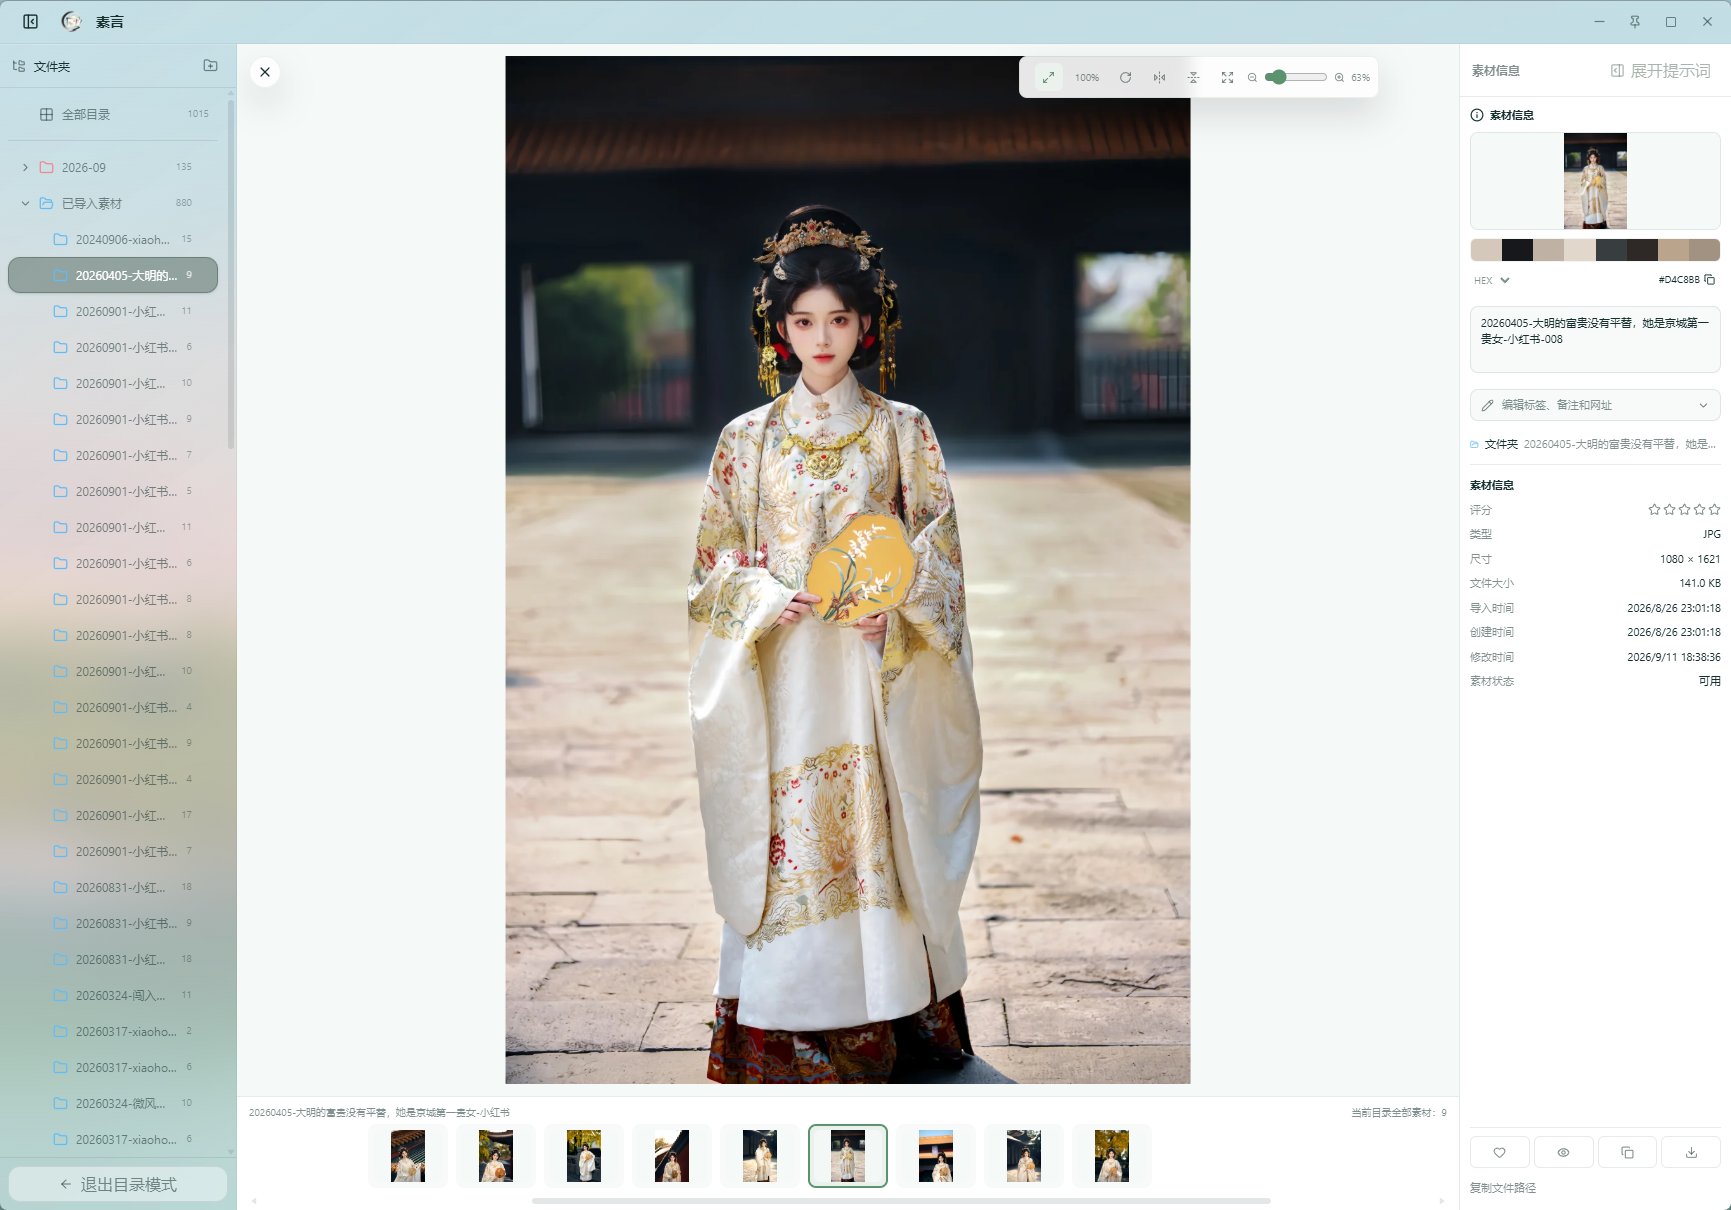 素言
文件夹
全部目录 1015
2026-09 135
已导入素材 880
20240906-xiaoh... 15
20260405-大明的... 9
20260901-小红... 11
20260901-小红书... 6
20260901-小红... 10
20260901-小红书... 9
20260901-小红书... 7
20260901-小红书... 5
20260901-小红... 11
20260901-小红书... 6
20260901-小红书... 8
20260901-小红书... 8
20260901-小红... 10
20260901-小红书... 4
20260901-小红书... 9
20260901-小红书... 4
20260901-小红... 17
20260901-小红书... 7
20260831-小红... 18
20260831-小红书... 9
20260831-小红... 18
20260324-闯入... 11
20260317-xiaoho... 2
20260317-xiaoho... 6
20260324-微风... 10
20260317-xiaoho... 6
退出目录模式
100%
63%
20260405-大明的富贵没有平替，她是京城第一贵女-小红书
当前目录全部素材：9
素材信息
展开提示词
素材信息
HEX
#D4C8BB
20260405-大明的富贵没有平替，她是京城第一
贵女-小红书-008
编辑标签、备注和网址
文件夹 20260405-大明的富贵没有平替，她是...
素材信息
评分
类型 JPG
尺寸 1080 × 1621
文件大小 141.0 KB
导入时间 2026/8/26 23:01:18
创建时间 2026/8/26 23:01:18
修改时间 2026/9/11 18:38:36
素材状态 可用
复制文件路径